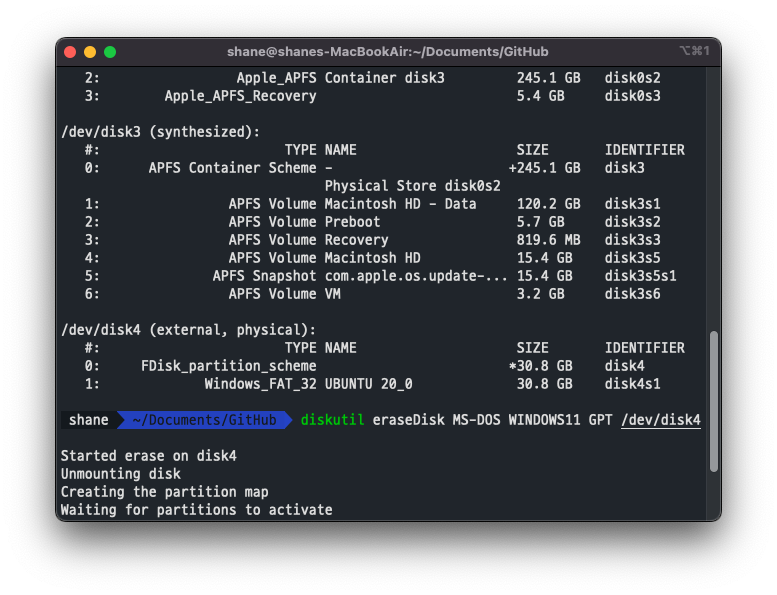 shane@shanes-MacBookAir:~/Documents/GitHub ⌥⌘1
2: Apple_APFS Container disk3 245.1 GB disk0s2
3: Apple_APFS_Recovery 5.4 GB disk0s3
/dev/disk3 (synthesized):
#: TYPE NAME SIZE IDENTIFIER
0: APFS Container Scheme - +245.1 GB disk3
Physical Store disk0s2
1: APFS Volume Macintosh HD - Data 120.2 GB disk3s1
2: APFS Volume Preboot 5.7 GB disk3s2
3: APFS Volume Recovery 819.6 MB disk3s3
4: APFS Volume Macintosh HD 15.4 GB disk3s5
5: APFS Snapshot com.apple.os.update-... 15.4 GB disk3s5s1
6: APFS Volume VM 3.2 GB disk3s6
/dev/disk4 (external, physical):
#: TYPE NAME SIZE IDENTIFIER
0: FDisk_partition_scheme *30.8 GB disk4
1: Windows_FAT_32 UBUNTU 20_0 30.8 GB disk4s1
shane ~/Documents/GitHub diskutil eraseDisk MS-DOS WINDOWS11 GPT /dev/disk4
Started erase on disk4
Unmounting disk
Creating the partition map
Waiting for partitions to activate